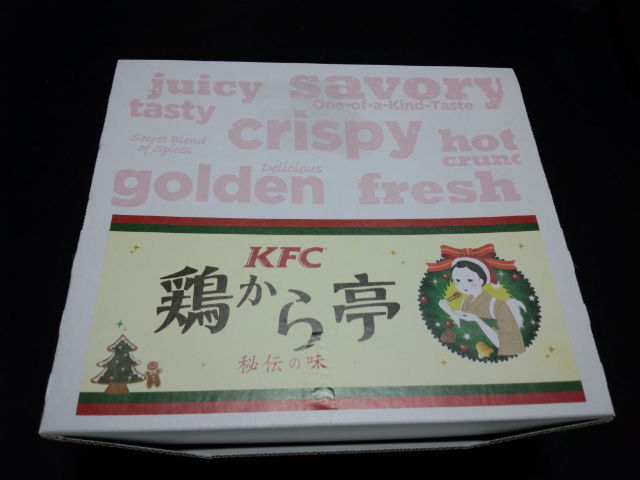 juicy savory
tasty One-of-a-Kind-Taste
crispy hot
Secret Blend
of Spices
crunc
Delicious
golden fresh
KFC
鶏から亭
秘伝の味